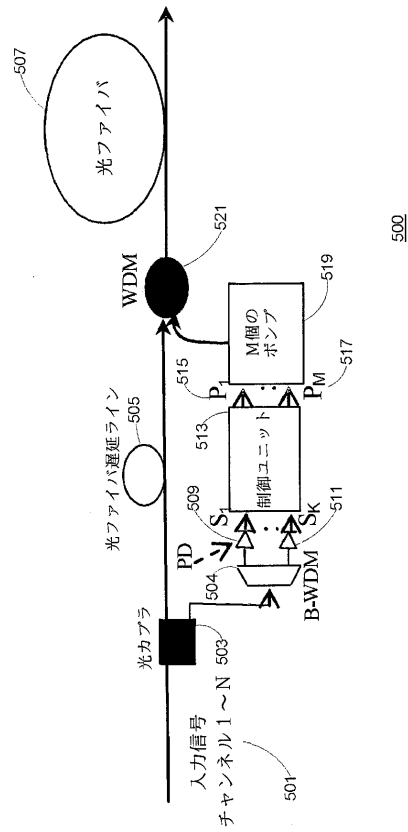 入力信号
チャンネル1~N
501
光カプラ
503
504
B-WDM
PD
509
511
S1
SK
制御ユニット
513
P1
PM
515
517
M個の
ポンプ
519
光ファイバ遅延ライン
505
WDM
521
光ファイバ
507
500